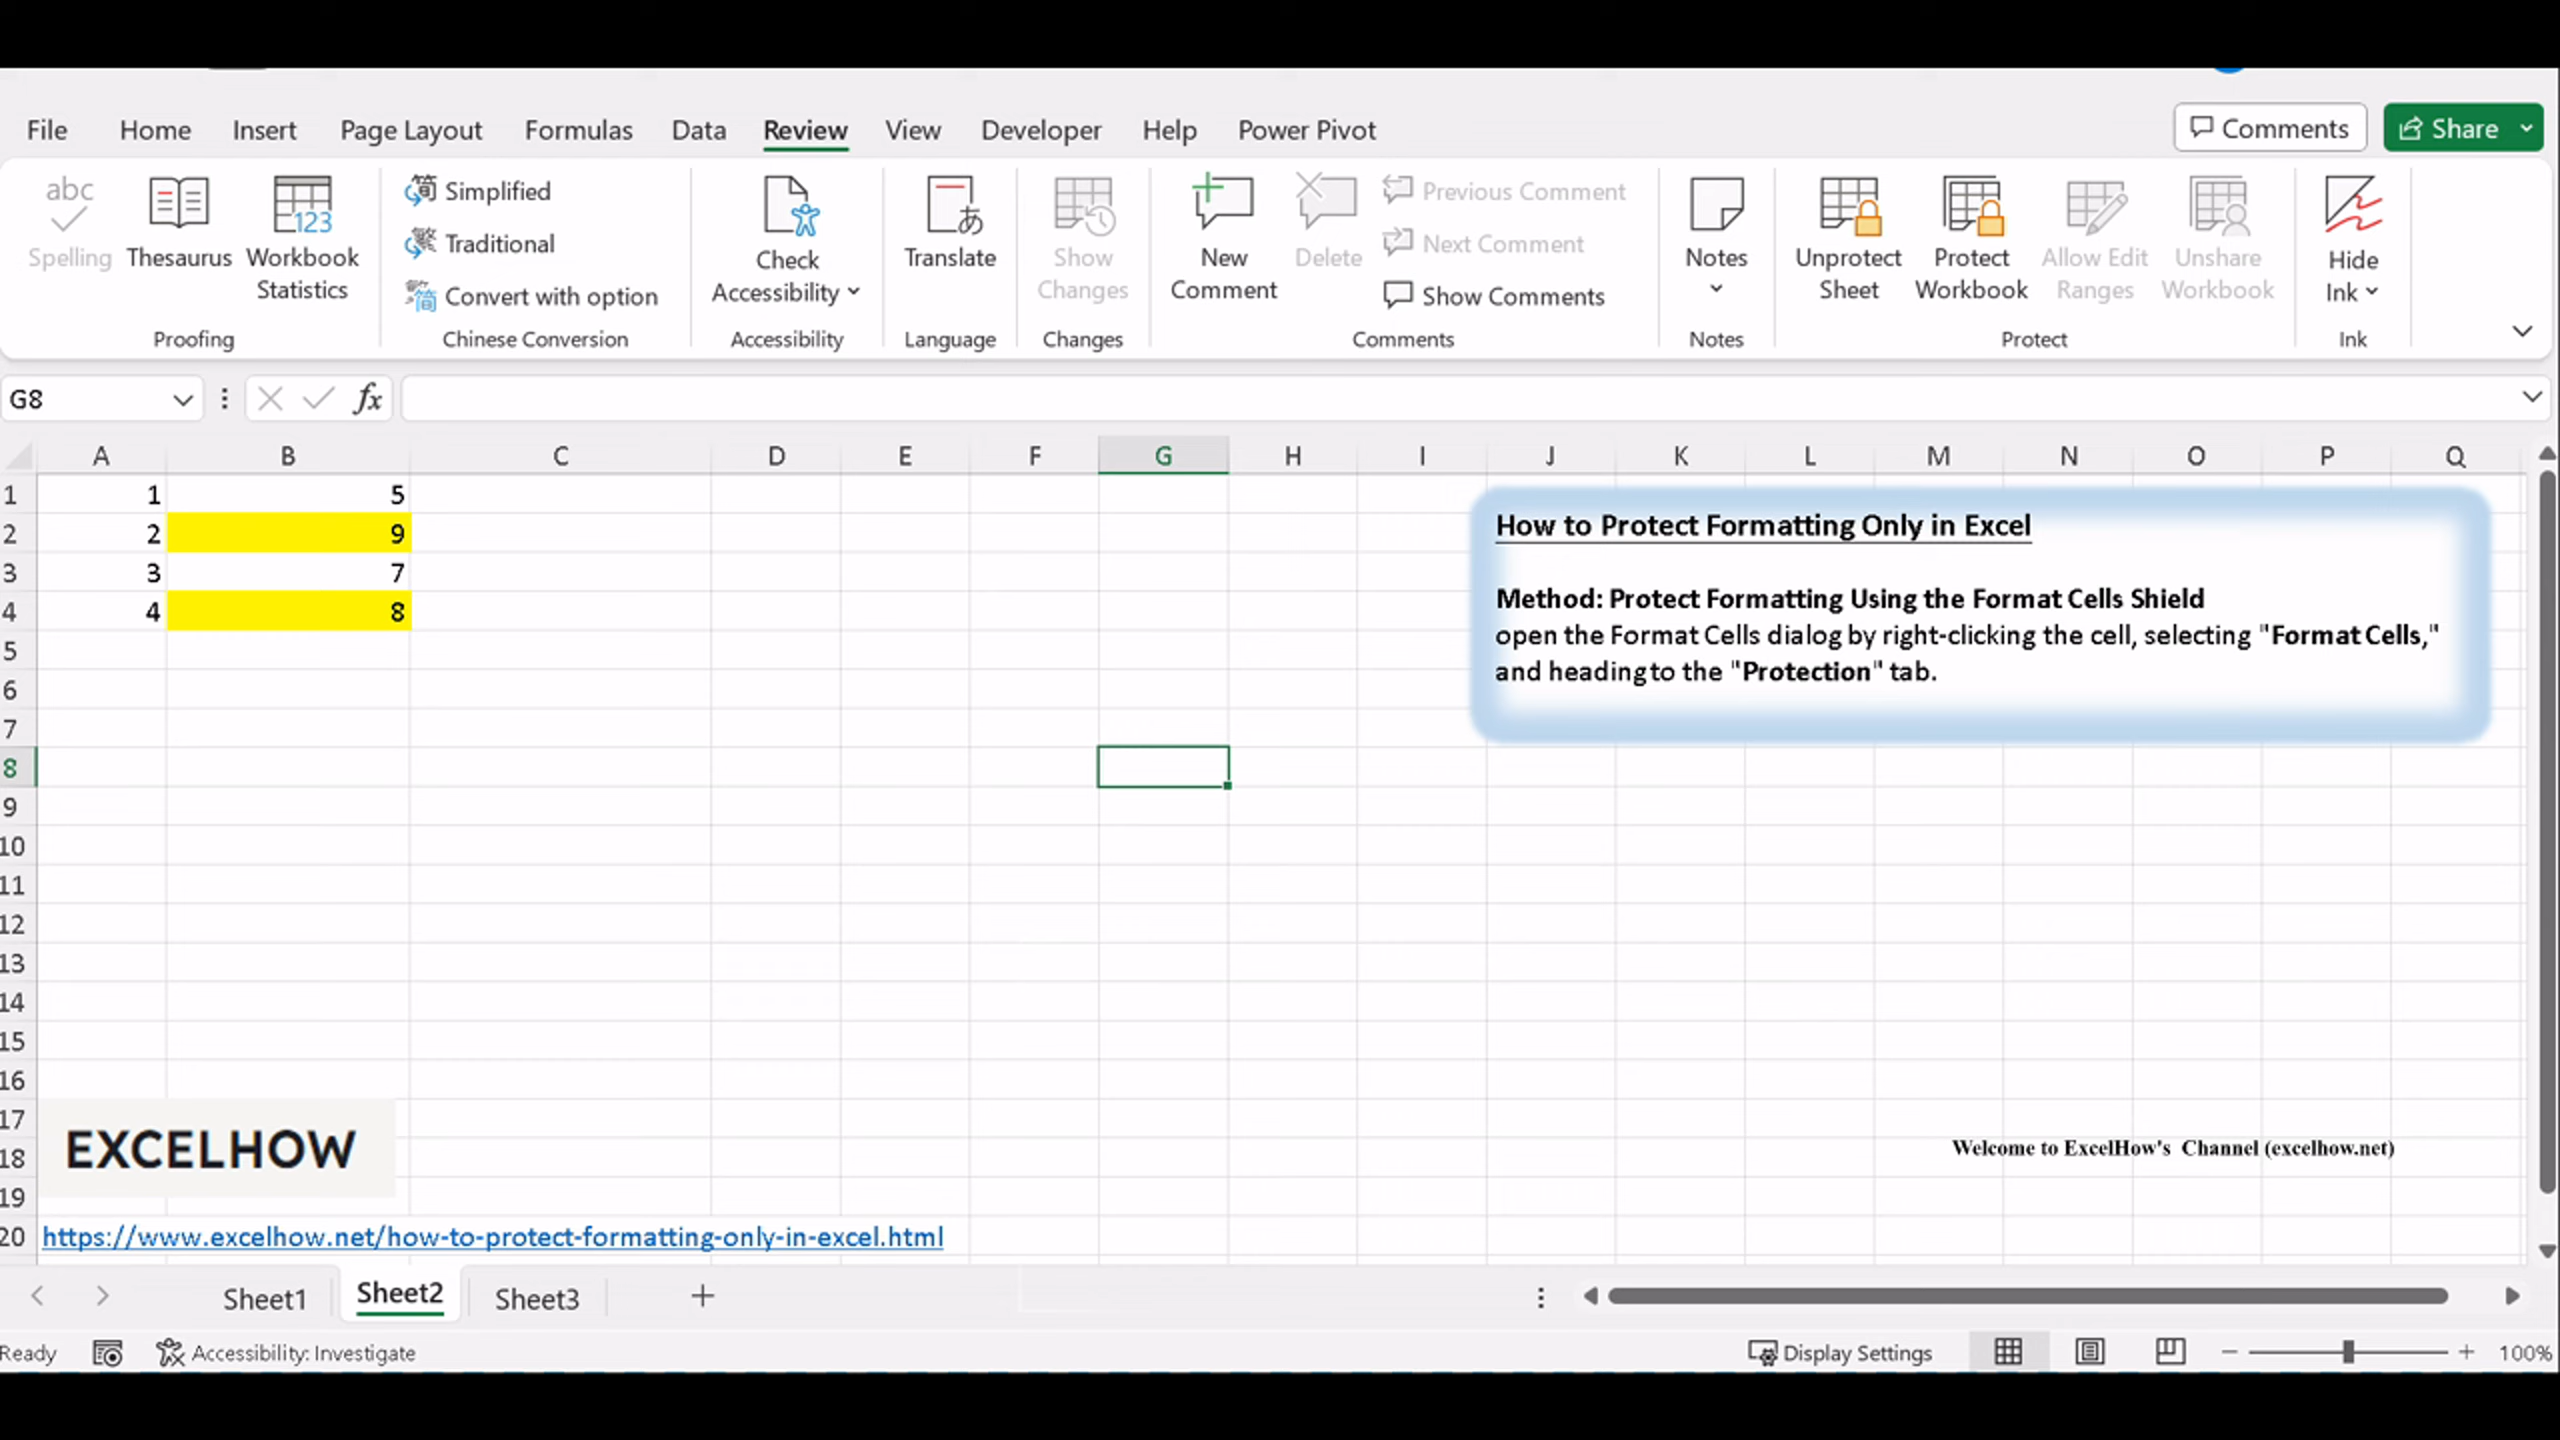 File Home Insert Page Layout Formulas Data Review View Developer Help Power Pivot Comments Share
abc
Spelling
Thesaurus
123
Workbook
Statistics
Proofing
简 Simplified
繁 Traditional
简 Convert with option
Chinese Conversion
Check
Accessibility
Accessibility
あ
Translate
Language
Show
Changes
Changes
New
Comment
Delete
Previous Comment
Next Comment
Show Comments
Comments
Notes
Notes
Unprotect
Sheet
Protect
Workbook
Allow Edit
Ranges
Unshare
Workbook
Protect
Hide
Ink
Ink
G8 fx
A B C D E F G H I J K L M N O P Q
1 1 5
2 2 9
3 3 7
4 4 8
5
6
7
8
9
10
11
12
13
14
15
16
17
18
19
20
How to Protect Formatting Only in Excel
Method: Protect Formatting Using the Format Cells Shield
open the Format Cells dialog by right-clicking the cell, selecting "Format Cells,"
and heading to the "Protection" tab.
EXCELHOW
Welcome to ExcelHow's Channel (excelhow.net)
https://www.excelhow.net/how-to-protect-formatting-only-in-excel.html
Sheet1 Sheet2 Sheet3
Ready Accessibility: Investigate Display Settings 100%